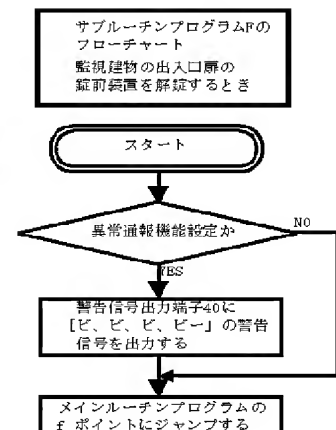 サブルーチンプログラムFの
フローチャート
監視建物の出入口扉の
錠前装置を解錠するとき
スタート
異常通報機能設定か
NO
YES
警告信号出力端子40に
[ビ、ビ、ビ、ビー」の警告
信号を出力する
メインルーチンプログラムの
f ポイントにジャンプする